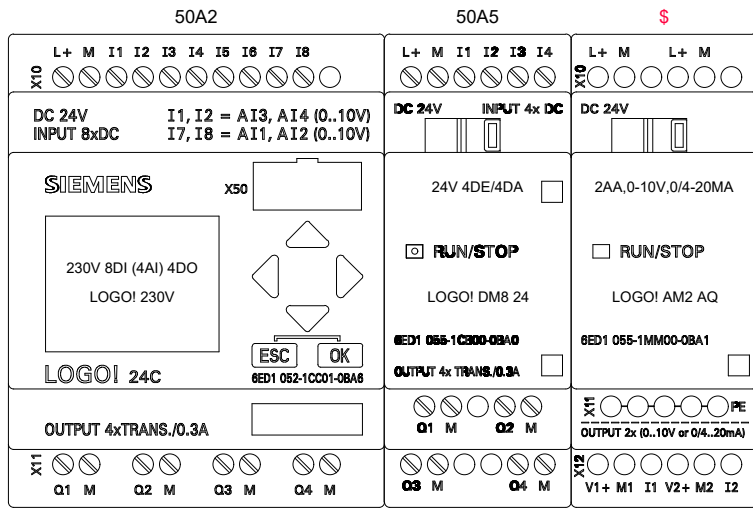 50A2
L+ M I1 I2 I3 I4 I5 I6 I7 I8
X10
DC 24V I1, I2 = AI3, AI4 (0..10V)
INPUT 8xDC I7, I8 = AI1, AI2 (0..10V)
SIEMENS
X50
230V 8DI (4AI) 4DO
LOGO! 230V
ESC OK
LOGO! 24C
6ED1 052-1CC01-0BA6
OUTPUT 4xTRANS./0.3A
X11
Q1 M Q2 M Q3 M Q4 M
50A5
L+ M I1 I2 I3 I4
DC 24V INPUT 4x DC
24V 4DE/4DA
RUN/STOP
LOGO! DM8 24
6ED1 055-1CB00-0BA0
OUTPUT 4x TRANS./0.3A
Q1 M Q2 M
Q3 M Q4 M
$
L+ M L+ M
X10
DC 24V
2AA,0-10V,0/4-20MA
RUN/STOP
LOGO! AM2 AQ
6ED1 055-1MM00-0BA1
X11 PE
OUTPUT 2x (0..10V or 0/4..20mA)
X12
V1+ M1 I1 V2+ M2 I2